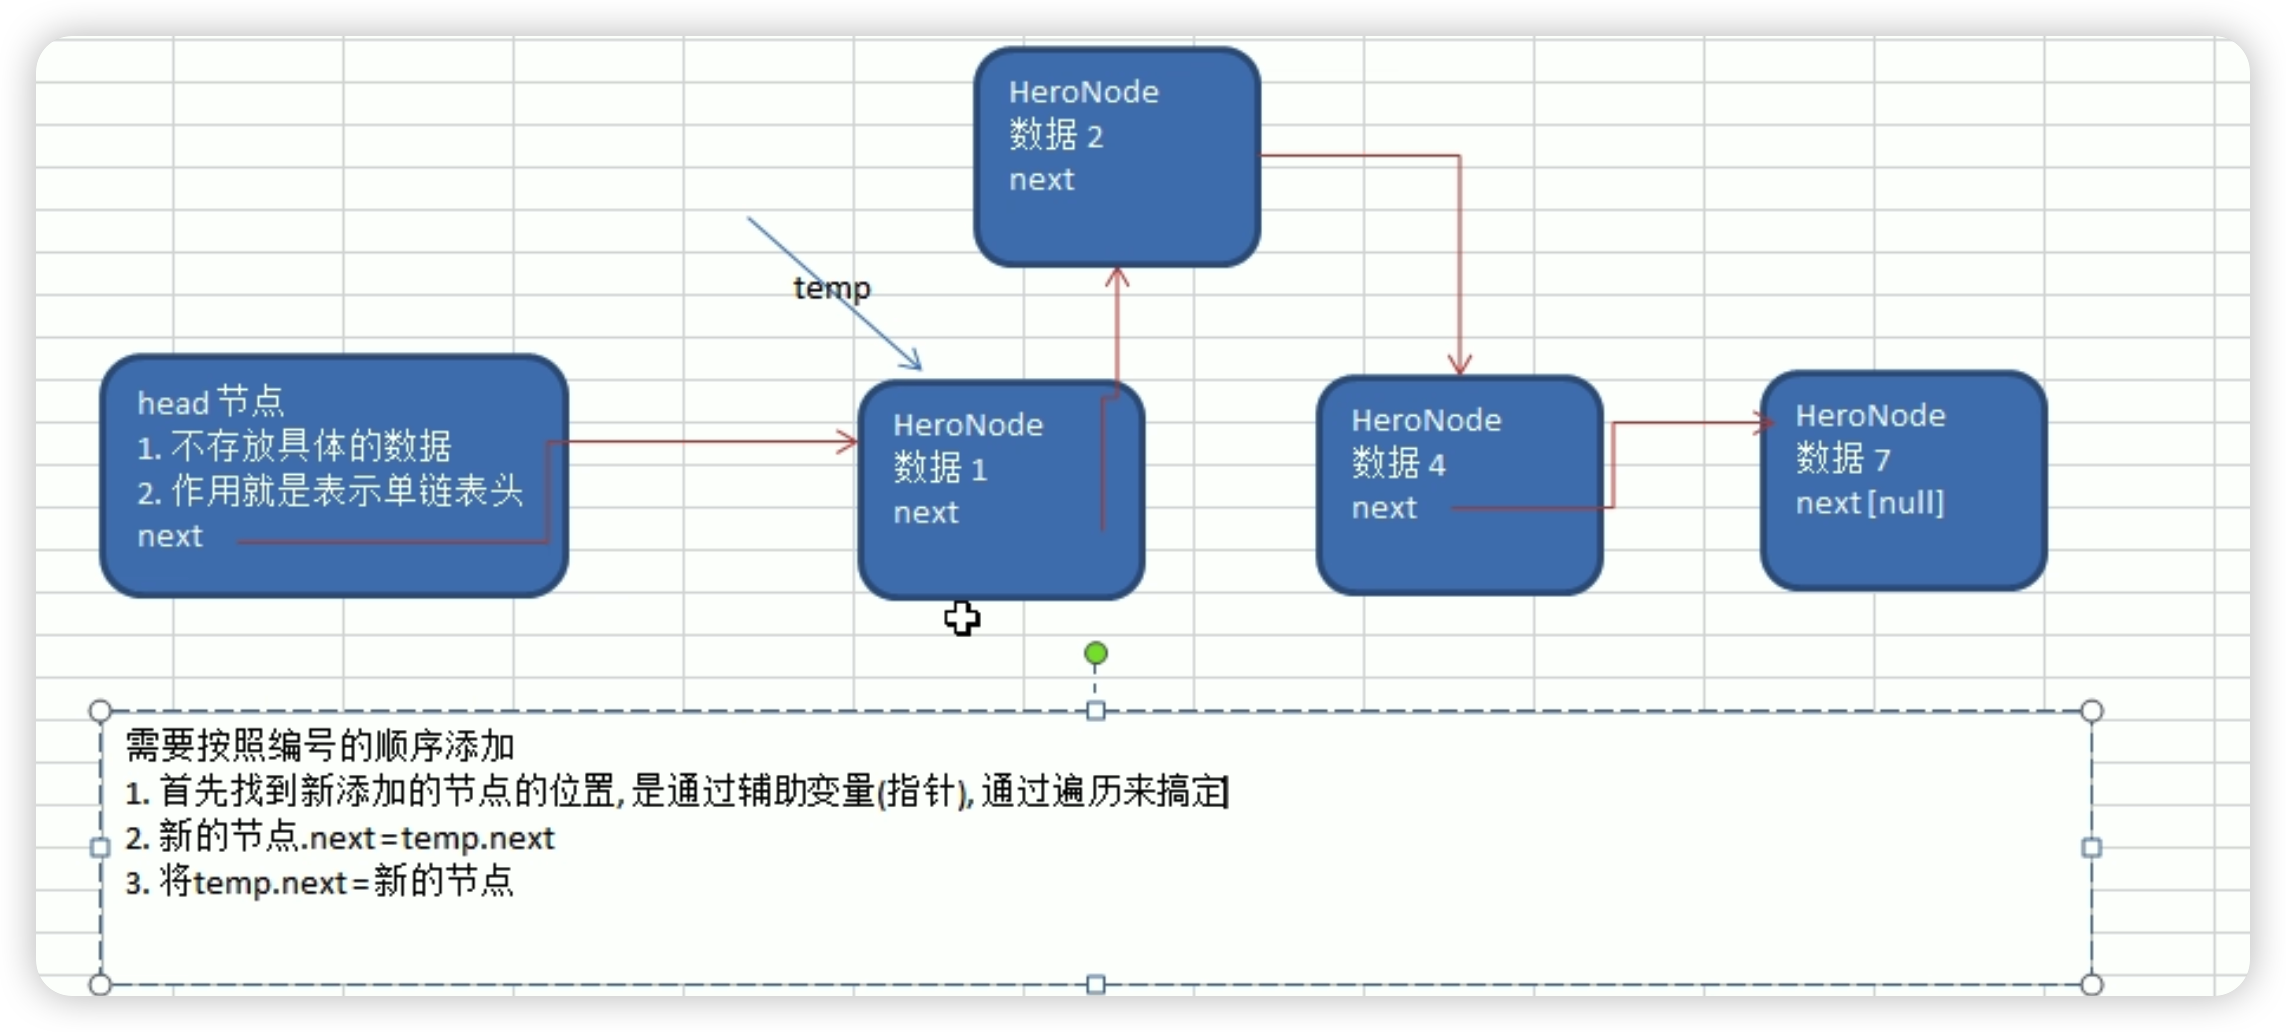 HeroNode
数据 2
next
temp
head 节点
1. 不存放具体的数据
2. 作用就是表示单链表头
next
HeroNode
数据 1
next
HeroNode
数据 4
next
HeroNode
数据 7
next [null]
需要按照编号的顺序添加
1. 首先找到新添加的节点的位置, 是通过辅助变量(指针), 通过遍历来搞定
2. 新的节点.next = temp.next
3. 将temp.next = 新的节点